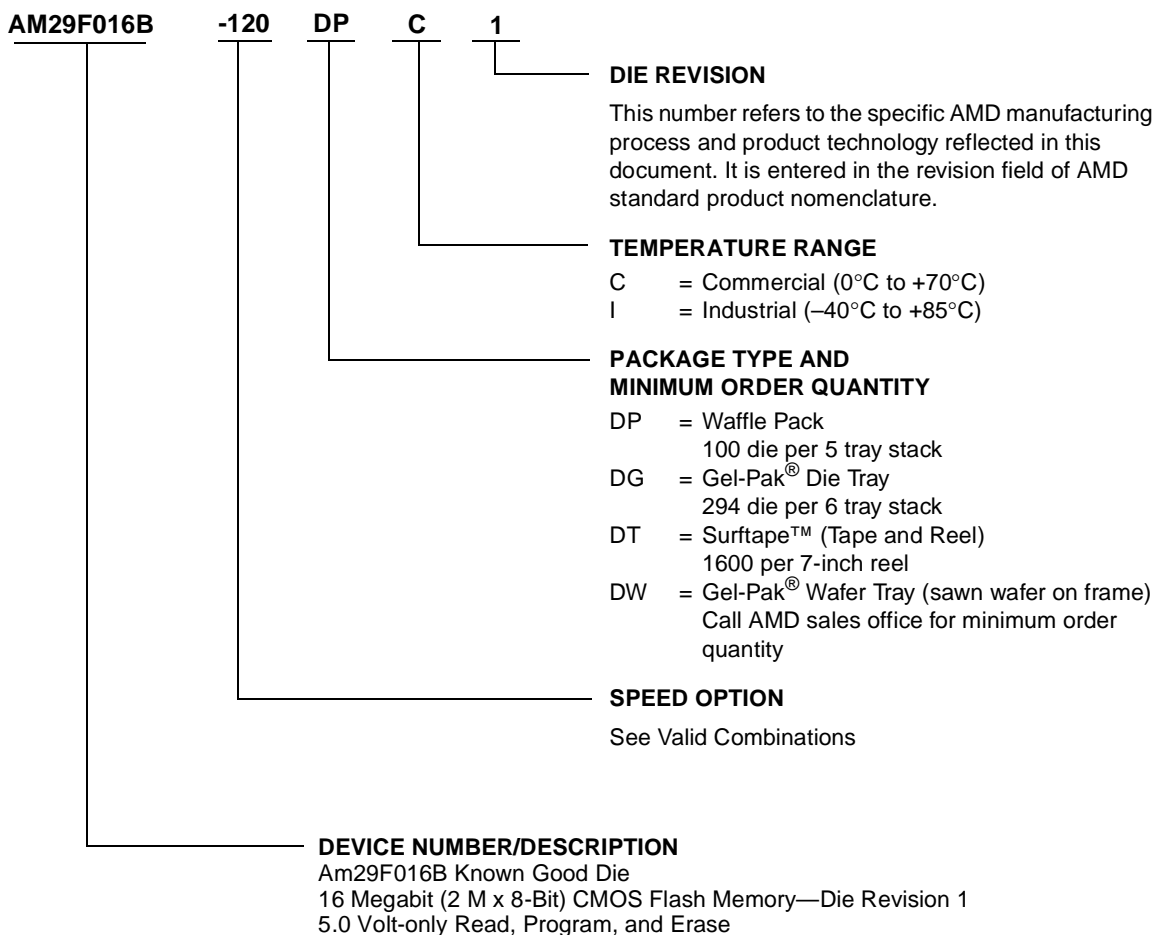 AM29F016B -120 DP C 1
DIE REVISION
This number refers to the specific AMD manufacturing
process and product technology reflected in this
document. It is entered in the revision field of AMD
standard product nomenclature.
TEMPERATURE RANGE
C = Commercial (0°C to +70°C)
I = Industrial (–40°C to +85°C)
PACKAGE TYPE AND
MINIMUM ORDER QUANTITY
DP = Waffle Pack
100 die per 5 tray stack
DG = Gel-Pak® Die Tray
294 die per 6 tray stack
DT = Surftape™ (Tape and Reel)
1600 per 7-inch reel
DW = Gel-Pak® Wafer Tray (sawn wafer on frame)
Call AMD sales office for minimum order
quantity
SPEED OPTION
See Valid Combinations
DEVICE NUMBER/DESCRIPTION
Am29F016B Known Good Die
16 Megabit (2 M x 8-Bit) CMOS Flash Memory—Die Revision 1
5.0 Volt-only Read, Program, and Erase